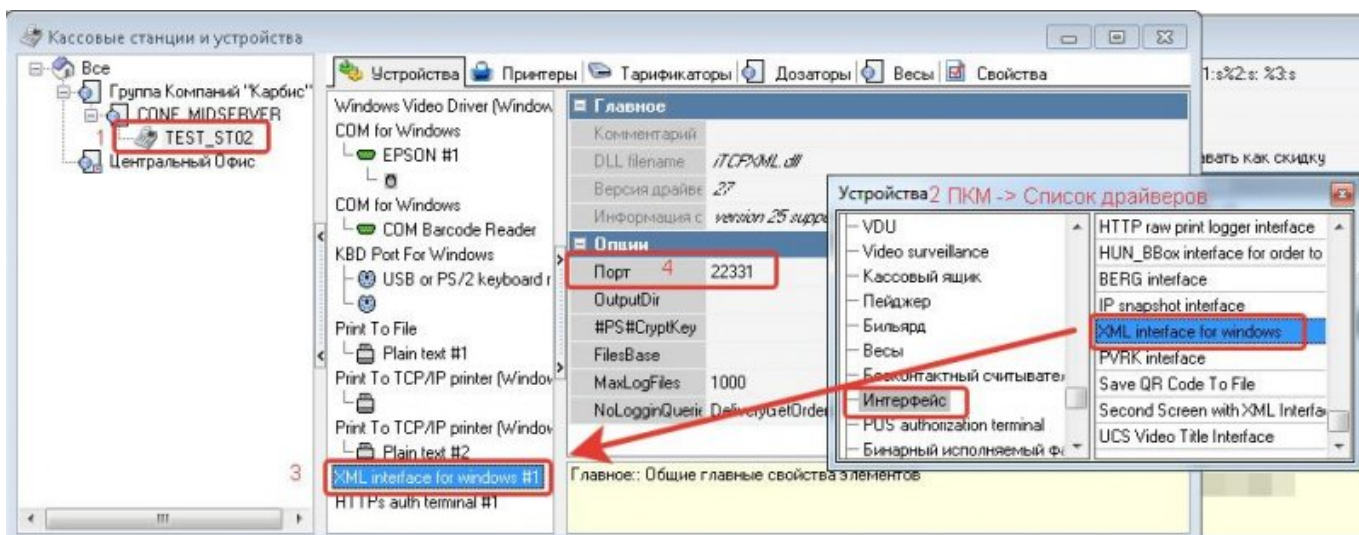 Кассовые станции и устройства
Все
Группа Компаний "Карбис"
CONF_MIDSERVER
1 TEST_ST02
Центральный Офис
Устройства Принтеры Тарификаторы Дозаторы Весы Свойства
Windows Video Driver (Window
COM for Windows
EPSON #1
COM for Windows
COM Barcode Reader
KBD Port For Windows
USB or PS/2 keyboard r
Print To File
Plain text #1
Print To TCP/IP printer (Window
Print To TCP/IP printer (Window
Plain text #2
3 XML interface for windows #1
HTTPs auth terminal #1
Главное
Комментарий
DLL filename iTCPXML.dll
Версия драйве 27
Информация с version 25 suppo
Опции
Порт 4 22331
OutputDir
#PS#CryptKey
FilesBase
MaxLogFiles 1000
NoLogginQuerie DeliveryGetOrder
Главное:: Общие главные свойства элементов
1:s%2:s: %3:s
вать как скидку
Устройства 2 ПКМ -> Список драйверов
VDU
Video surveillance
Кассовый ящик
Пейджер
Бильярд
Весы
Бесконтактный считывател
Интерфейс
POS authorization terminal
Бинарный исполняемый фа
HTTP raw print logger interface
HUN_BBox interface for order to
BERG interface
IP snapshot interface
XML interface for windows
PVRK interface
Save QR Code To File
Second Screen with XML Interfa
UCS Video Title Interface